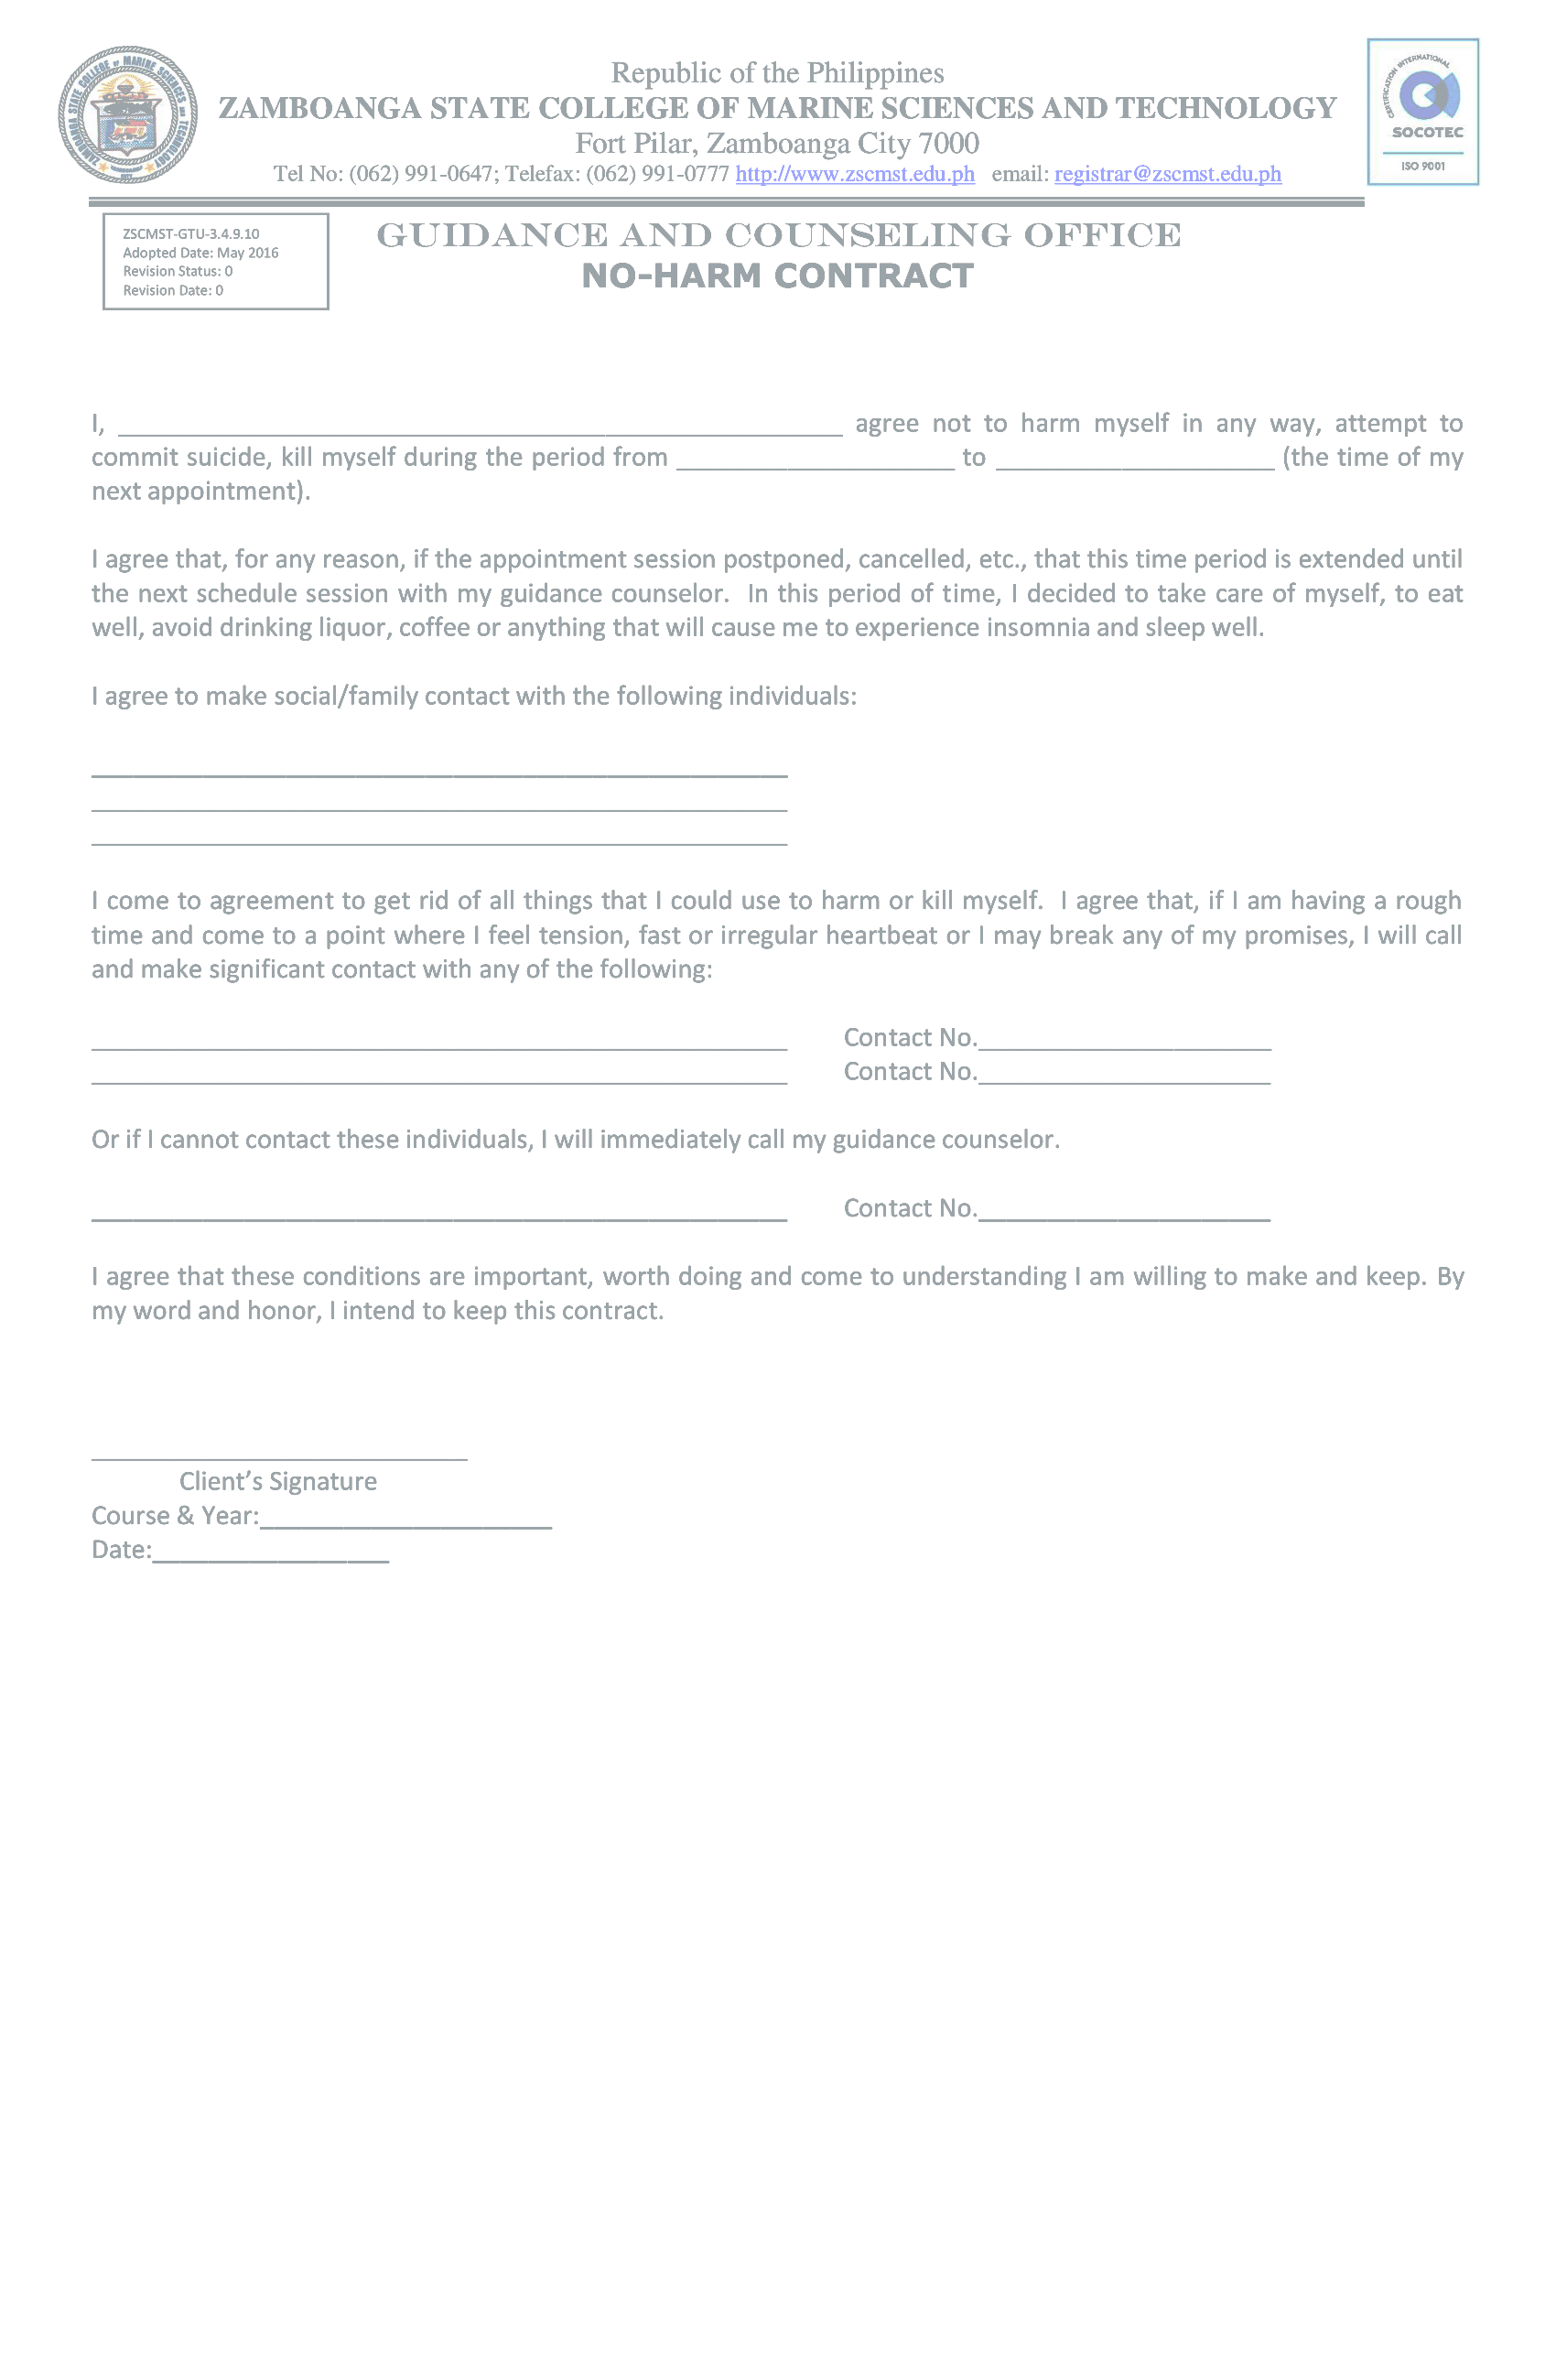 Republic of the Philippines
ZAMBOANGA STATE COLLEGE OF MARINE SCIENCES AND TECHNOLOGY
Fort Pilar, Zamboanga City 7000
Tel No: (062) 991-0647; Telefax: (062) 991-0777 http://www.zscmst.edu.ph email: registrar@zscmst.edu.ph
ZAMBOANGA STATE COLLEGE OF MARINE SCIENCES AND TECHNOLOGY
CERTIFICATION INTERNATIONAL
SOCOTEC
ISO 9001
ZSCMST-GTU-3.4.9.10
Adopted Date: May 2016
Revision Status: 0
Revision Date: 0
GUIDANCE AND COUNSELING OFFICE
NO-HARM CONTRACT
I, ____________________________________________________ agree not to harm myself in any way, attempt to
commit suicide, kill myself during the period from ____________________ to ____________________ (the time of my
next appointment).
I agree that, for any reason, if the appointment session postponed, cancelled, etc., that this time period is extended until
the next schedule session with my guidance counselor. In this period of time, I decided to take care of myself, to eat
well, avoid drinking liquor, coffee or anything that will cause me to experience insomnia and sleep well.
I agree to make social/family contact with the following individuals:
__________________________________________________
__________________________________________________
__________________________________________________
I come to agreement to get rid of all things that I could use to harm or kill myself. I agree that, if I am having a rough
time and come to a point where I feel tension, fast or irregular heartbeat or I may break any of my promises, I will call
and make significant contact with any of the following:
__________________________________________________ Contact No._____________________
__________________________________________________ Contact No._____________________
Or if I cannot contact these individuals, I will immediately call my guidance counselor.
__________________________________________________ Contact No._____________________
I agree that these conditions are important, worth doing and come to understanding I am willing to make and keep. By
my word and honor, I intend to keep this contract.
___________________________
Client’s Signature
Course & Year:_____________________
Date:_________________